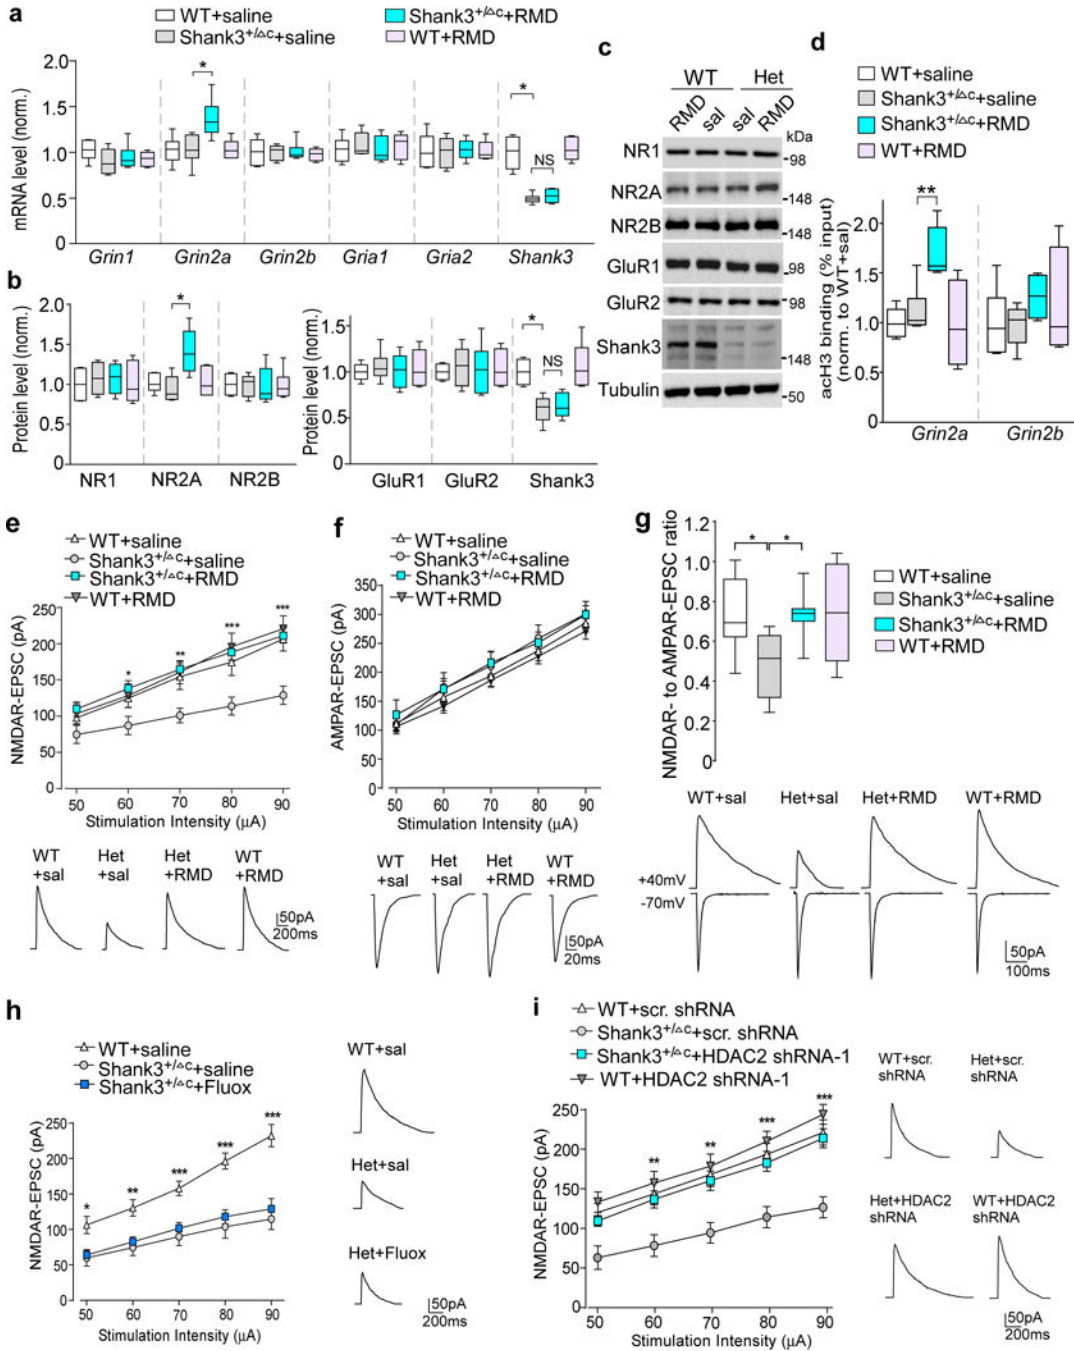 a
WT+saline
Shank3+/ΔC+saline
Shank3+/ΔC+RMD
WT+RMD
mRNA level (norm.)
2.0
1.5
1.0
0.5
0
*
*
NS
Grin1 Grin2a Grin2b Gria1 Gria2 Shank3
b
Protein level (norm.)
2.0
1.5
1.0
0.5
0
*
NR1 NR2A NR2B
Protein level (norm.)
1.5
1.0
0.5
0
*
NS
GluR1 GluR2 Shank3
c
WT Het
RMD sal sal RMD
kDa
NR1 -98
NR2A -148
NR2B -148
GluR1 -98
GluR2 -98
Shank3 -148
Tubulin -50
d
WT+saline
Shank3+/ΔC+saline
Shank3+/ΔC+RMD
WT+RMD
acH3 binding (% input)
(norm. to WT+sal)
2.0
1.5
1.0
0.5
0
**
Grin2a Grin2b
e
WT+saline
Shank3+/ΔC+saline
Shank3+/ΔC+RMD
WT+RMD
NMDAR-EPSC (pA)
250
200
150
100
50
0
* ** *** ***
50 60 70 80 90
Stimulation Intensity (μA)
WT +sal
Het +sal
Het +RMD
WT +RMD
50pA
200ms
f
WT+saline
Shank3+/ΔC+saline
Shank3+/ΔC+RMD
WT+RMD
AMPAR-EPSC (pA)
350
300
250
200
150
100
50
0
50 60 70 80 90
Stimulation Intensity (μA)
WT +sal
Het +sal
Het +RMD
WT +RMD
50pA
20ms
g
NMDAR- to AMPAR-EPSC ratio
1.2
1.0
0.8
0.6
0.4
0.2
0
* *
WT+saline
Shank3+/ΔC+saline
Shank3+/ΔC+RMD
WT+RMD
WT+sal Het+sal Het+RMD WT+RMD
+40mV
-70mV
50pA
100ms
h
WT+saline
Shank3+/ΔC+saline
Shank3+/ΔC+Fluox
NMDAR-EPSC (pA)
250
200
150
100
50
0
* ** *** *** ***
50 60 70 80 90
Stimulation Intensity (μA)
WT+sal
Het+sal
Het+Fluox
50pA
200ms
i
WT+scr. shRNA
Shank3+/ΔC+scr. shRNA
Shank3+/ΔC+HDAC2 shRNA-1
WT+HDAC2 shRNA-1
NMDAR-EPSC (pA)
250
200
150
100
50
0
** ** *** ***
50 60 70 80 90
Stimulation Intensity (μA)
WT+scr. shRNA
Het+scr. shRNA
Het+HDAC2 shRNA
WT+HDAC2 shRNA
50pA
200ms